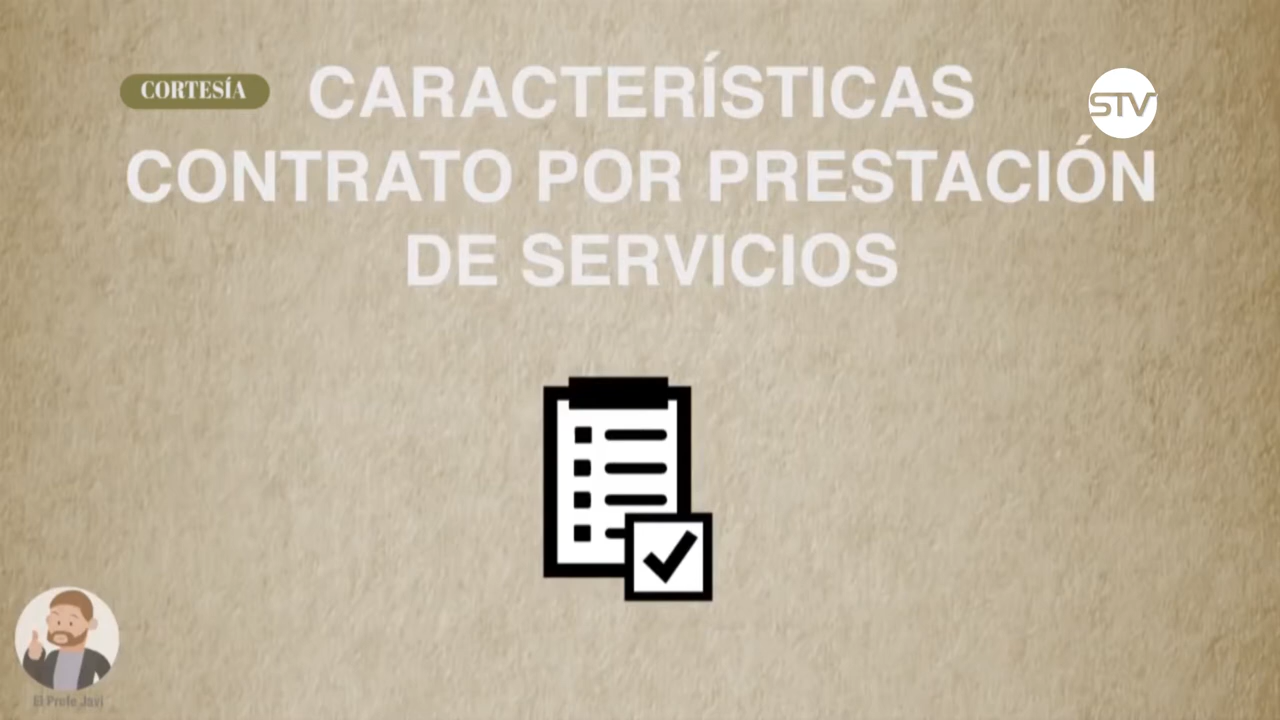 CORTESÍA
CARACTERÍSTICAS
STV
CONTRATO POR PRESTACIÓN
DE SERVICIOS
El Profe Javi